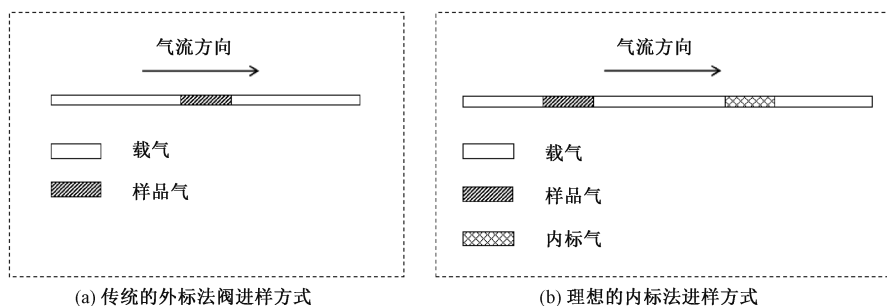 气流方向
载气
样品气
(a) 传统的外标法阀进样方式
气流方向
载气
样品气
内标气
(b) 理想的内标法进样方式